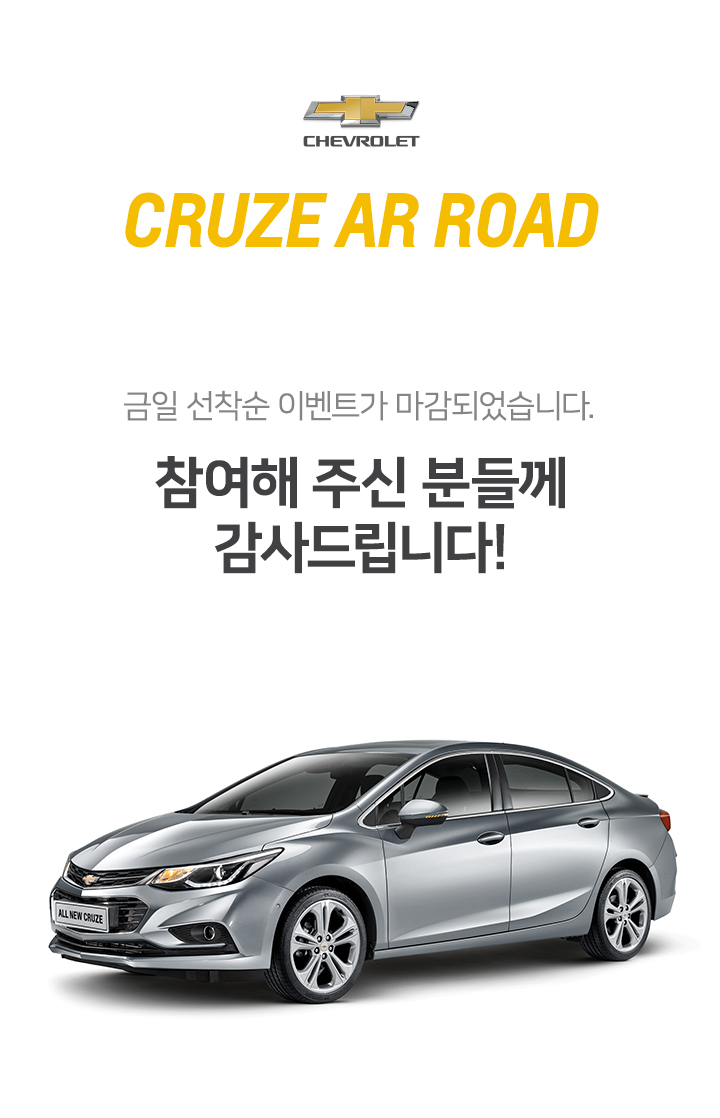 CHEVROLET
CRUZE AR ROAD
금일 선착순 이벤트가 마감되었습니다.
참여해 주신 분들께
감사드립니다!
ALL NEW CRUZE